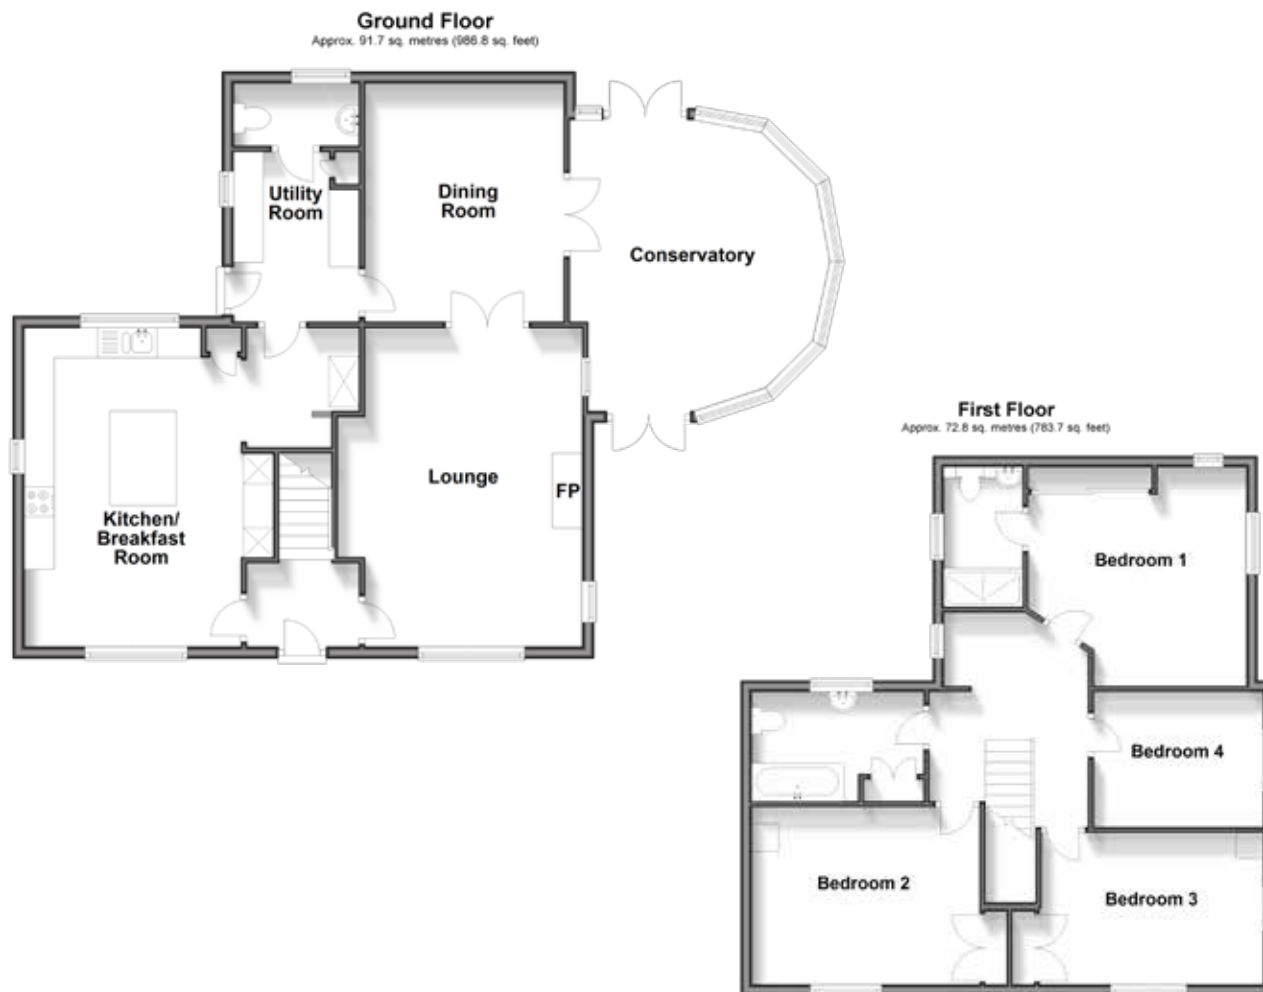 Ground Floor
Approx. 91.7 sq. metres (986.8 sq. feet)
Utility
Room
Dining
Room
Conservatory
Kitchen/
Breakfast
Room
Lounge
FP
First Floor
Approx. 72.8 sq. metres (783.7 sq. feet)
Bedroom 1
Bedroom 4
Bedroom 2
Bedroom 3